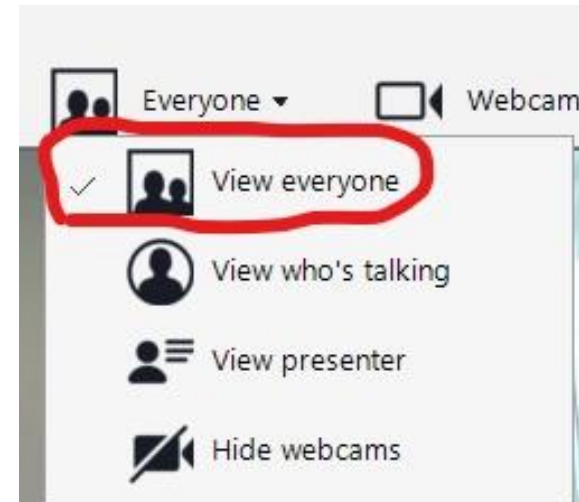 Everyone
Webcam
View everyone
View who's talking
View presenter
Hide webcams